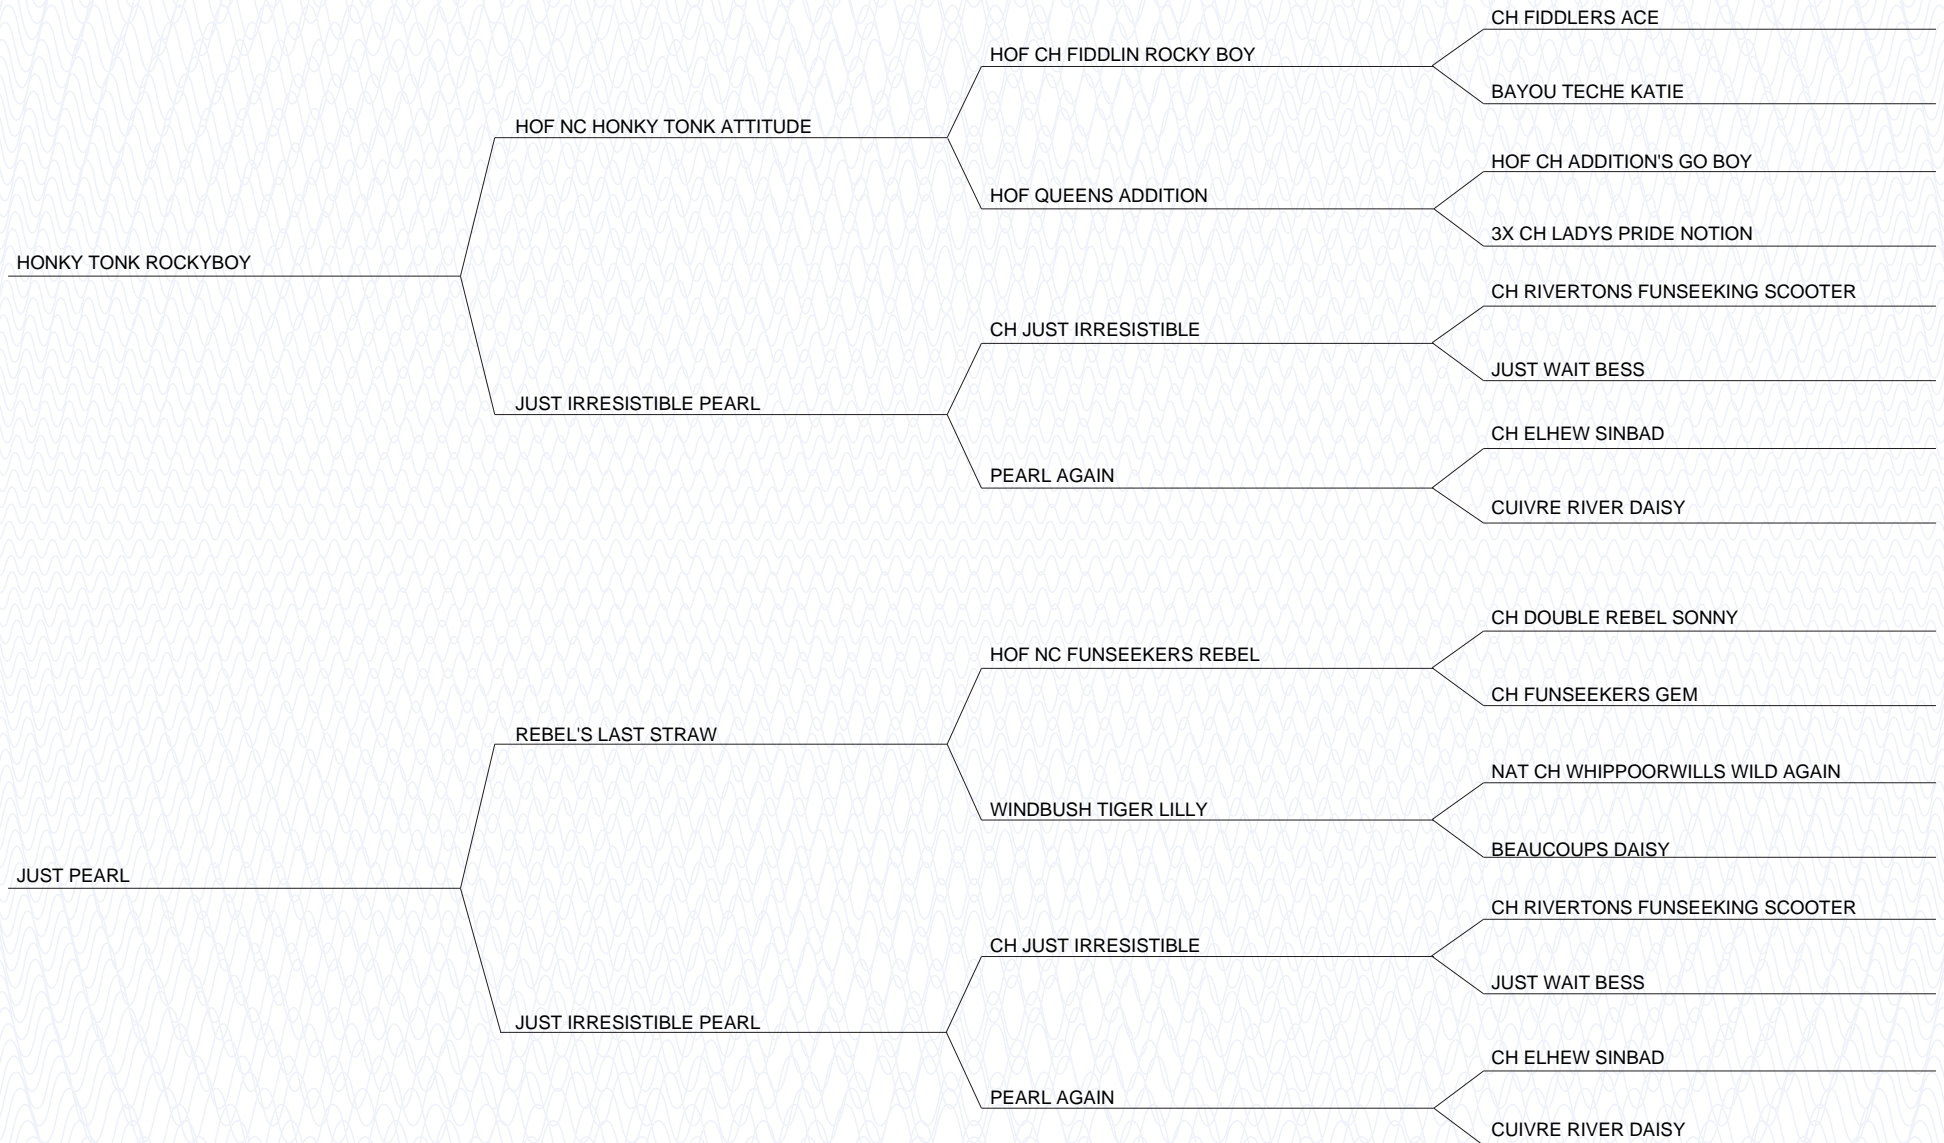 CH FIDDLERS ACE
HOF CH FIDDLIN ROCKY BOY
BAYOU TECHE KATIE
HOF NC HONKY TONK ATTITUDE
HOF CH ADDITION'S GO BOY
HOF QUEENS ADDITION
3X CH LADYS PRIDE NOTION
HONKY TONK ROCKYBOY
CH RIVERTONS FUNSEEKING SCOOTER
CH JUST IRRESISTIBLE
JUST WAIT BESS
JUST IRRESISTIBLE PEARL
CH ELHEW SINBAD
PEARL AGAIN
CUIVRE RIVER DAISY
CH DOUBLE REBEL SONNY
HOF NC FUNSEEKERS REBEL
CH FUNSEEKERS GEM
REBEL'S LAST STRAW
NAT CH WHIPPOORWILLS WILD AGAIN
WINDBUSH TIGER LILLY
BEAUCOUPS DAISY
JUST PEARL
CH RIVERTONS FUNSEEKING SCOOTER
CH JUST IRRESISTIBLE
JUST WAIT BESS
JUST IRRESISTIBLE PEARL
CH ELHEW SINBAD
PEARL AGAIN
CUIVRE RIVER DAISY